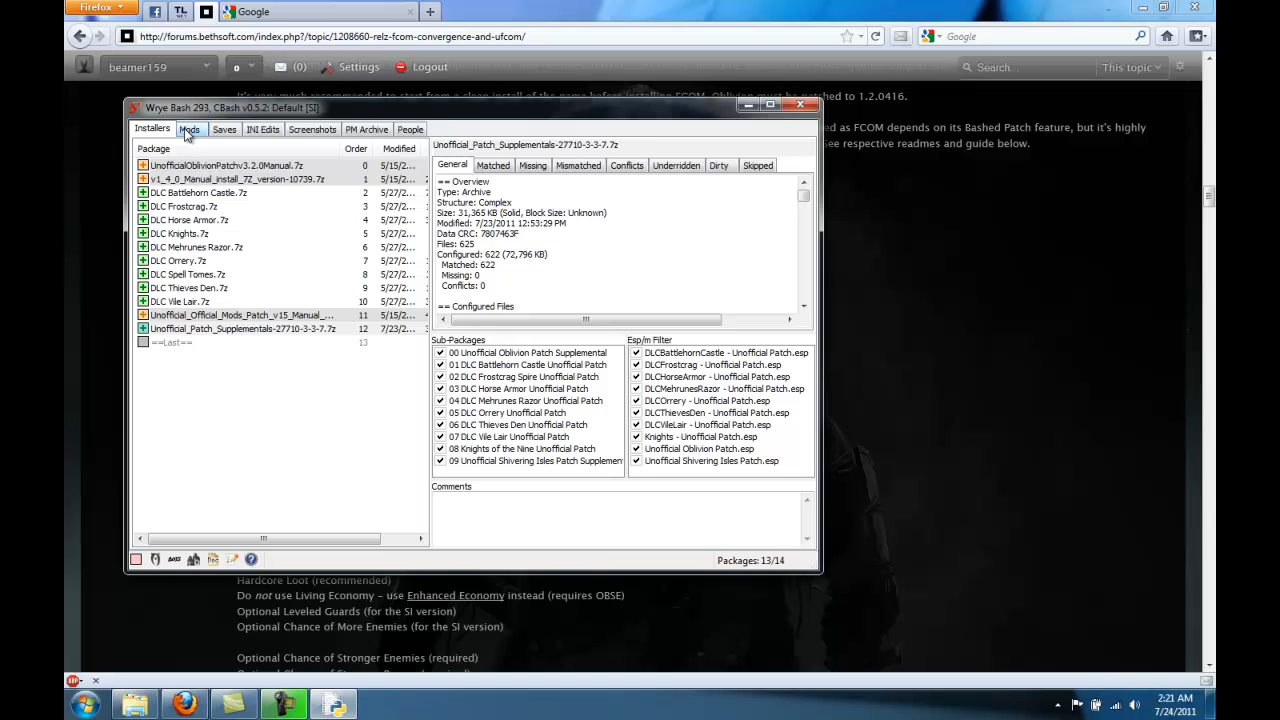 Firefox
TL
Google
http://forums.bethsoft.com/index.php?/topic/1208660-relz-fcom-convergence-and-ufcom/
Google
beamer159
0
(0)
Settings
Logout
Search...
This topic
It's very much recommended to start from a clean install of the game before installing FCOM. Oblivion must be patched to 1.2.0416.
Wrye Bash 293, CBash v0.5.2: Default [SI]
ed as FCOM depends on its Bashed Patch feature, but it's highly
See respective readmes and guide below.
Installers
Mods
Saves
INI Edits
Screenshots
PM Archive
People
Package Order Modified
UnofficialOblivionPatchv3.2.0Manual.7z 0 5/15/2...
v1_4_0_Manual_install_7Z_version-10739.7z 1 5/15/2...
DLC Battlehorn Castle.7z 2 5/27/2...
DLC Frostcrag.7z 3 5/27/2...
DLC Horse Armor.7z 4 5/27/2...
DLC Knights.7z 5 5/27/2...
DLC Mehrunes Razor.7z 6 5/27/2...
DLC Orrery.7z 7 5/27/2...
DLC Spell Tomes.7z 8 5/27/2...
DLC Thieves Den.7z 9 5/27/2...
DLC Vile Lair.7z 10 5/27/2...
Unofficial_Official_Mods_Patch_v15_Manual_... 11 5/15/2...
Unofficial_Patch_Supplementals-27710-3-3-7.7z 12 7/23/2...
==Last== 13
Unofficial_Patch_Supplementals-27710-3-3-7.7z
General
Matched
Missing
Mismatched
Conflicts
Underridden
Dirty
Skipped
== Overview
Type: Archive
Structure: Complex
Size: 31,365 KB (Solid, Block Size: Unknown)
Modified: 7/23/2011 12:53:29 PM
Data CRC: 7807463F
Files: 625
Configured: 622 (72,796 KB)
Matched: 622
Missing: 0
Conflicts: 0
== Configured Files
Sub-Packages
00 Unofficial Oblivion Patch Supplemental
01 DLC Battlehorn Castle Unofficial Patch
02 DLC Frostcrag Spire Unofficial Patch
03 DLC Horse Armor Unofficial Patch
04 DLC Mehrunes Razor Unofficial Patch
05 DLC Orrery Unofficial Patch
06 DLC Thieves Den Unofficial Patch
07 DLC Vile Lair Unofficial Patch
08 Knights of the Nine Unofficial Patch
09 Unofficial Shivering Isles Patch Supplemen
Esp/m Filter
DLCBattlehornCastle - Unofficial Patch.esp
DLCFrostcrag - Unofficial Patch.esp
DLCHorseArmor - Unofficial Patch.esp
DLCMehrunesRazor - Unofficial Patch.esp
DLCOrrery - Unofficial Patch.esp
DLCThievesDen - Unofficial Patch.esp
DLCVileLair - Unofficial Patch.esp
Knights - Unofficial Patch.esp
Unofficial Oblivion Patch.esp
Unofficial Shivering Isles Patch.esp
Comments
BOSS
Doc
Packages: 13/14
Hardcore Loot (recommended)
Do not use Living Economy - use Enhanced Economy instead (requires OBSE)
Optional Leveled Guards (for the SI version)
Optional Chance of More Enemies (for the SI version)
Optional Chance of Stronger Enemies (required)
2:21 AM
7/24/2011